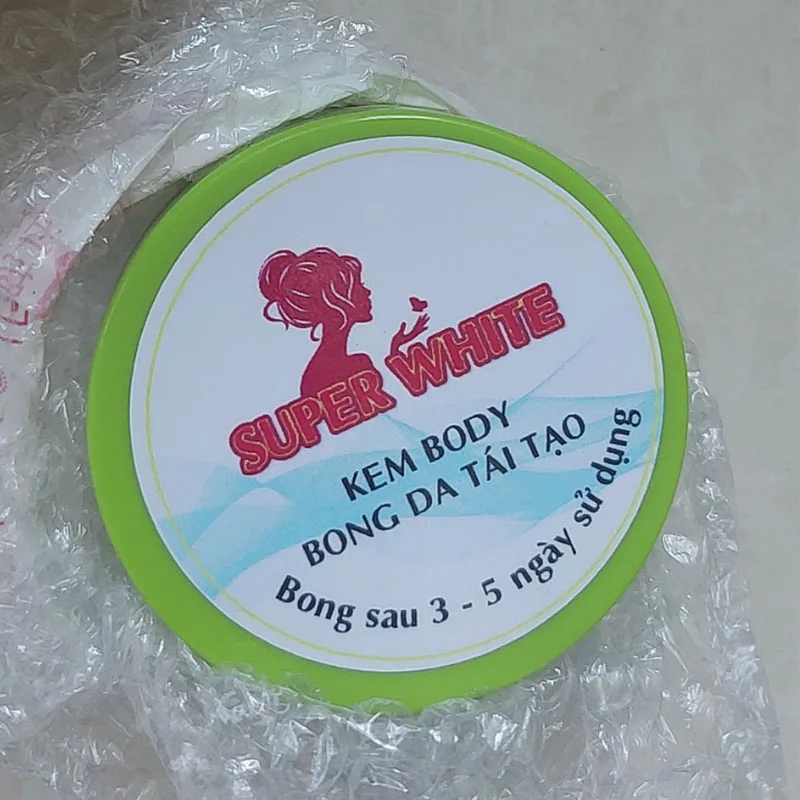 SUPER WHITE
KEM BODY
BONG DA TÁI TẠO
Bong sau 3 - 5 ngày sử dụng